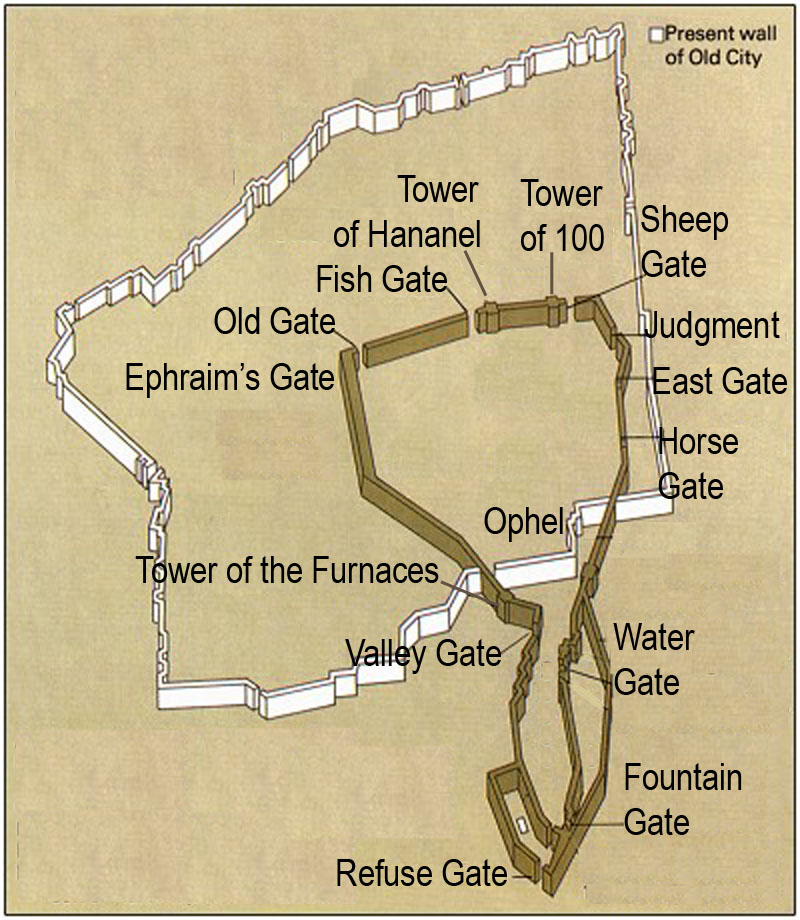 Present wall
of Old City
Tower
of Hananel
Tower
of 100
Sheep
Gate
Fish Gate
Old Gate
Judgment
Ephraim’s Gate
East Gate
Horse
Gate
Ophel
Tower of the Furnaces
Valley Gate
Water
Gate
Fountain
Gate
Refuse Gate